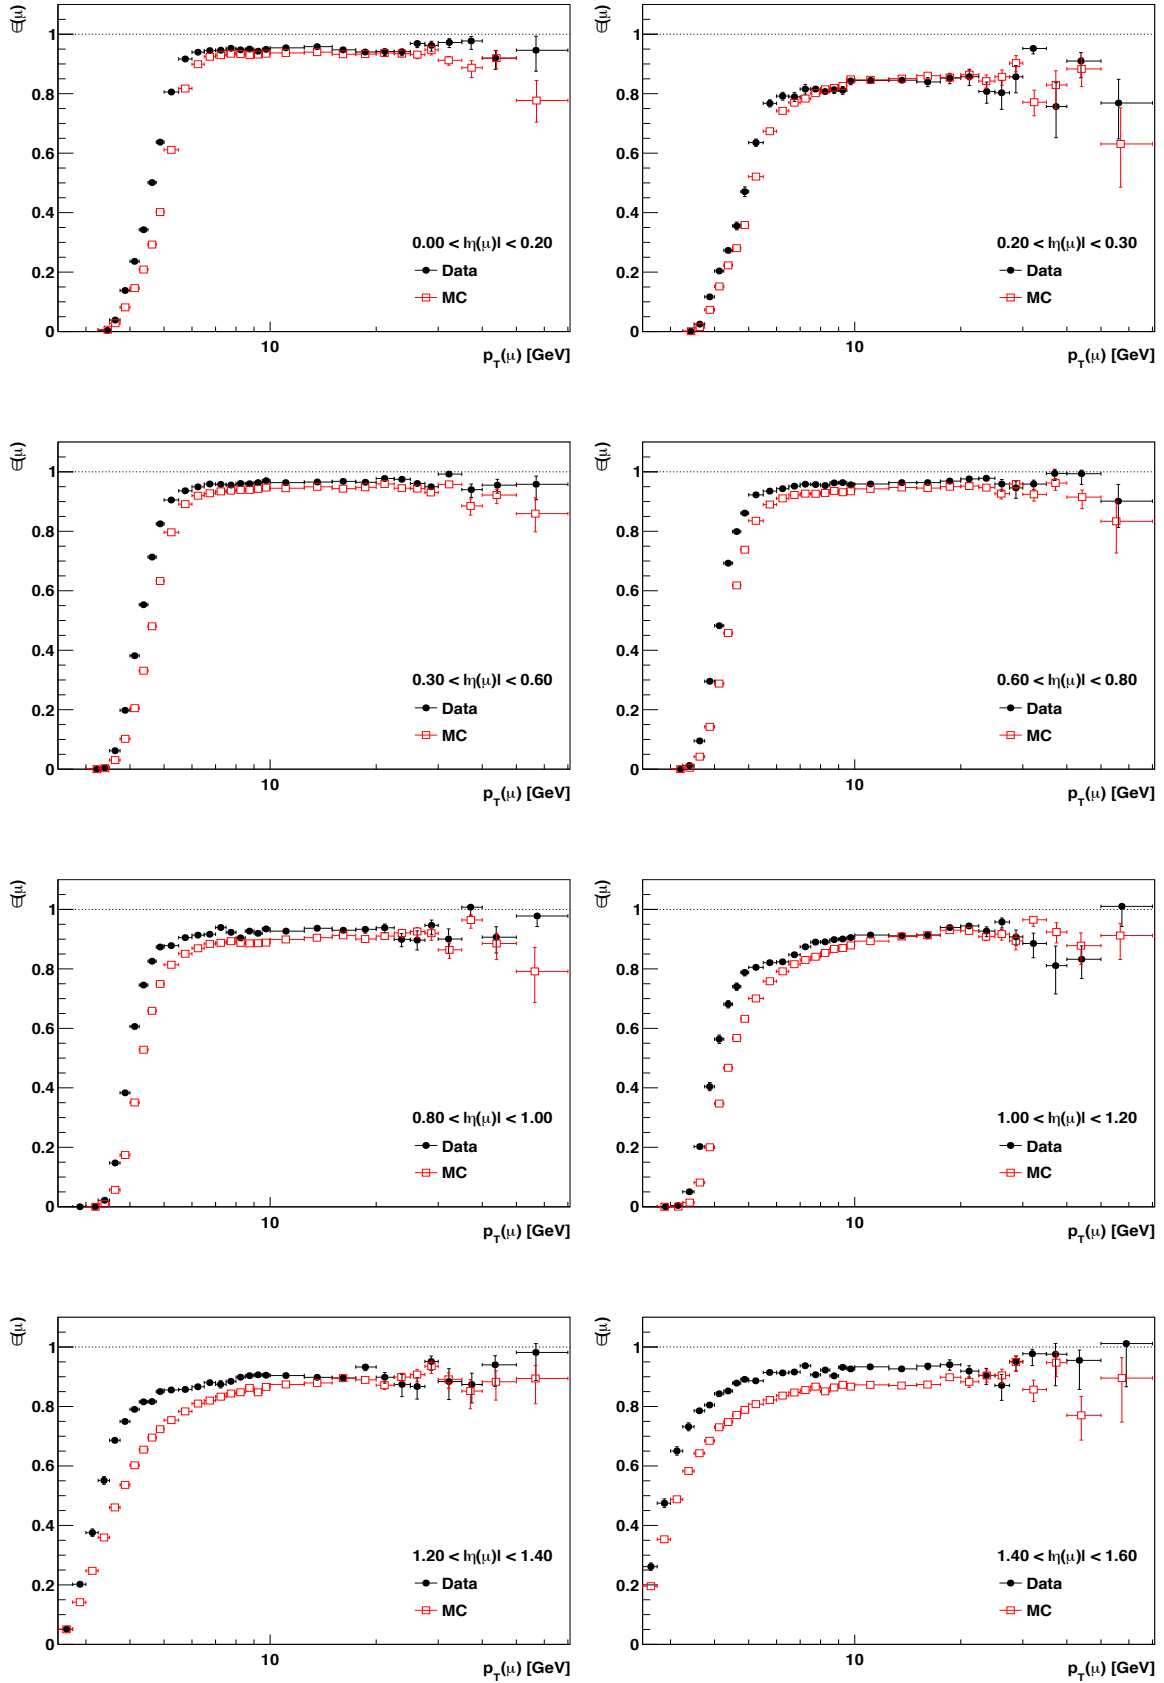 ∈(μ)
1
0.8
0.6
0.4
0.2
0
0.00 < |η(μ)| < 0.20
Data
MC
10
p_T(μ) [GeV]
∈(μ)
1
0.8
0.6
0.4
0.2
0
0.20 < |η(μ)| < 0.30
Data
MC
10
p_T(μ) [GeV]
∈(μ)
1
0.8
0.6
0.4
0.2
0
0.30 < |η(μ)| < 0.60
Data
MC
10
p_T(μ) [GeV]
∈(μ)
1
0.8
0.6
0.4
0.2
0
0.60 < |η(μ)| < 0.80
Data
MC
10
p_T(μ) [GeV]
∈(μ)
1
0.8
0.6
0.4
0.2
0
0.80 < |η(μ)| < 1.00
Data
MC
10
p_T(μ) [GeV]
∈(μ)
1
0.8
0.6
0.4
0.2
0
1.00 < |η(μ)| < 1.20
Data
MC
10
p_T(μ) [GeV]
∈(μ)
1
0.8
0.6
0.4
0.2
0
1.20 < |η(μ)| < 1.40
Data
MC
10
p_T(μ) [GeV]
∈(μ)
1
0.8
0.6
0.4
0.2
0
1.40 < |η(μ)| < 1.60
Data
MC
10
p_T(μ) [GeV]